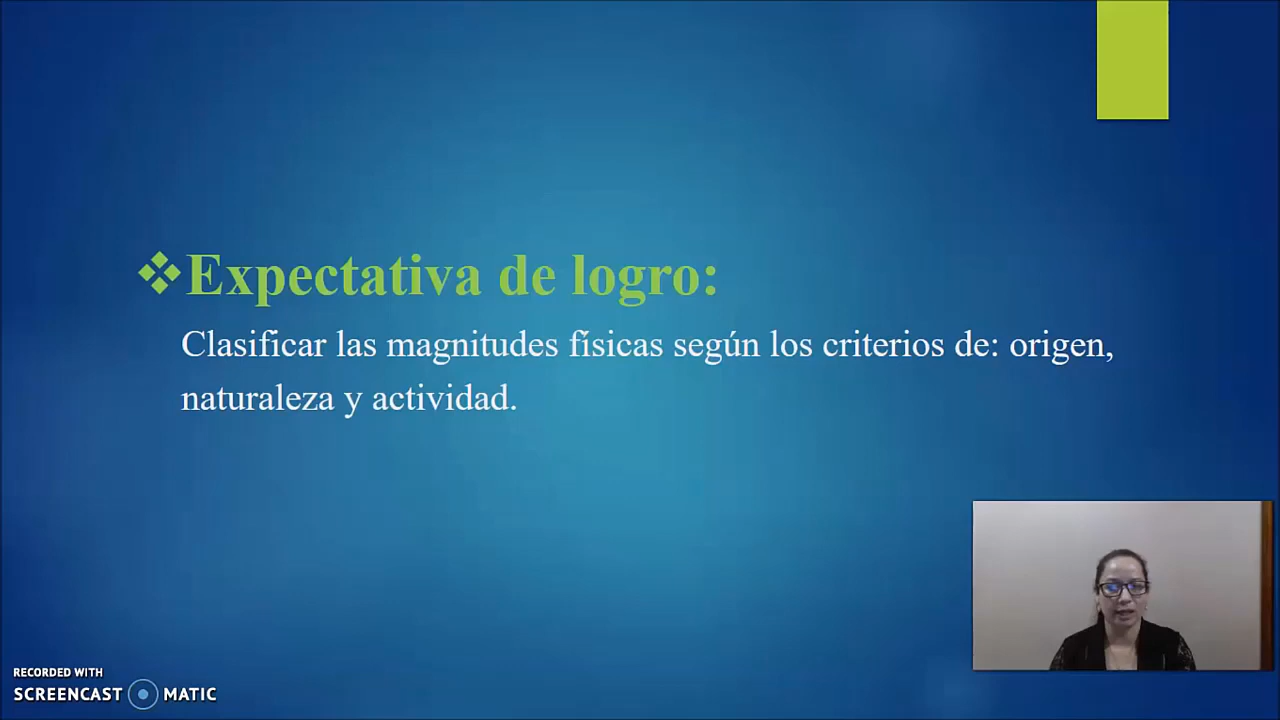 ❖Expectativa de logro:
Clasificar las magnitudes físicas según los criterios de: origen,
naturaleza y actividad.
RECORDED WITH
SCREENCAST MATIC